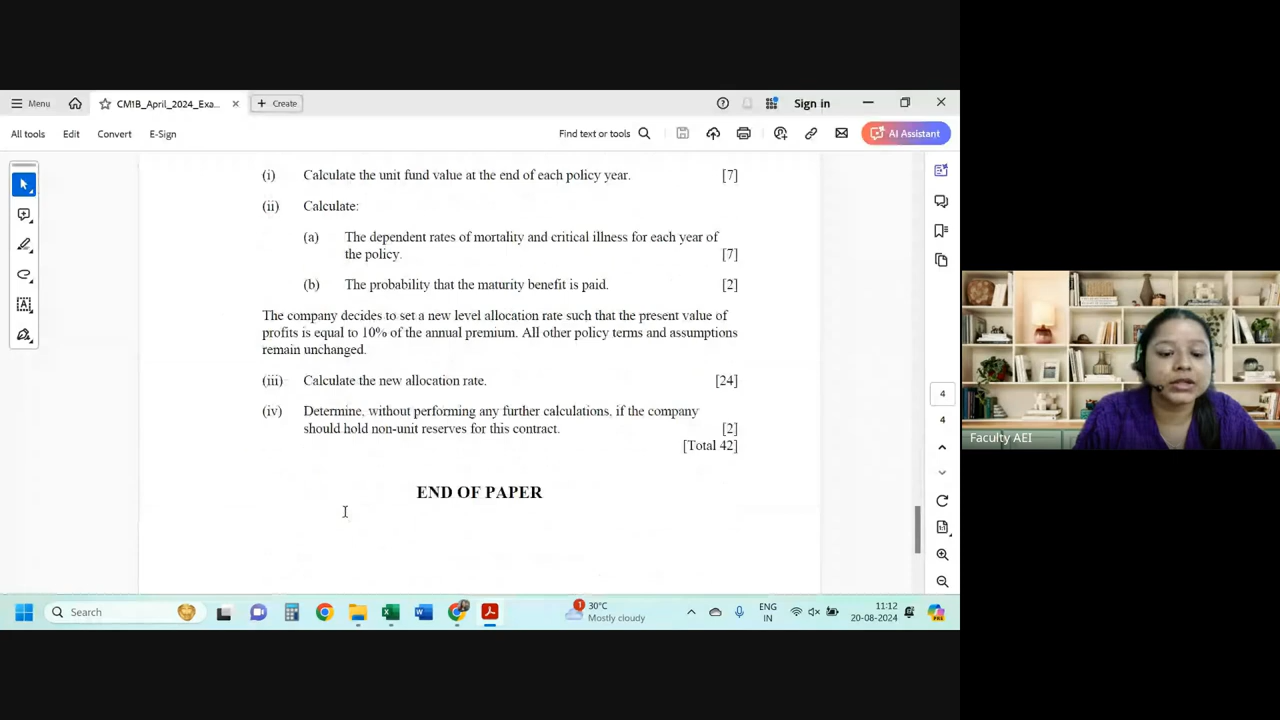 Menu
CM1B_April_2024_Exa...
Create
Sign in
All tools
Edit
Convert
E-Sign
Find text or tools
AI Assistant
(i) Calculate the unit fund value at the end of each policy year. [7]
(ii) Calculate:
(a) The dependent rates of mortality and critical illness for each year of
the policy. [7]
(b) The probability that the maturity benefit is paid. [2]
The company decides to set a new level allocation rate such that the present value of
profits is equal to 10% of the annual premium. All other policy terms and assumptions
remain unchanged.
(iii) Calculate the new allocation rate. [24]
(iv) Determine, without performing any further calculations, if the company
should hold non-unit reserves for this contract. [2]
[Total 42]
END OF PAPER
4
4
Faculty AEI
Search
1
30°C
Mostly cloudy
ENG
IN
11:12
20-08-2024